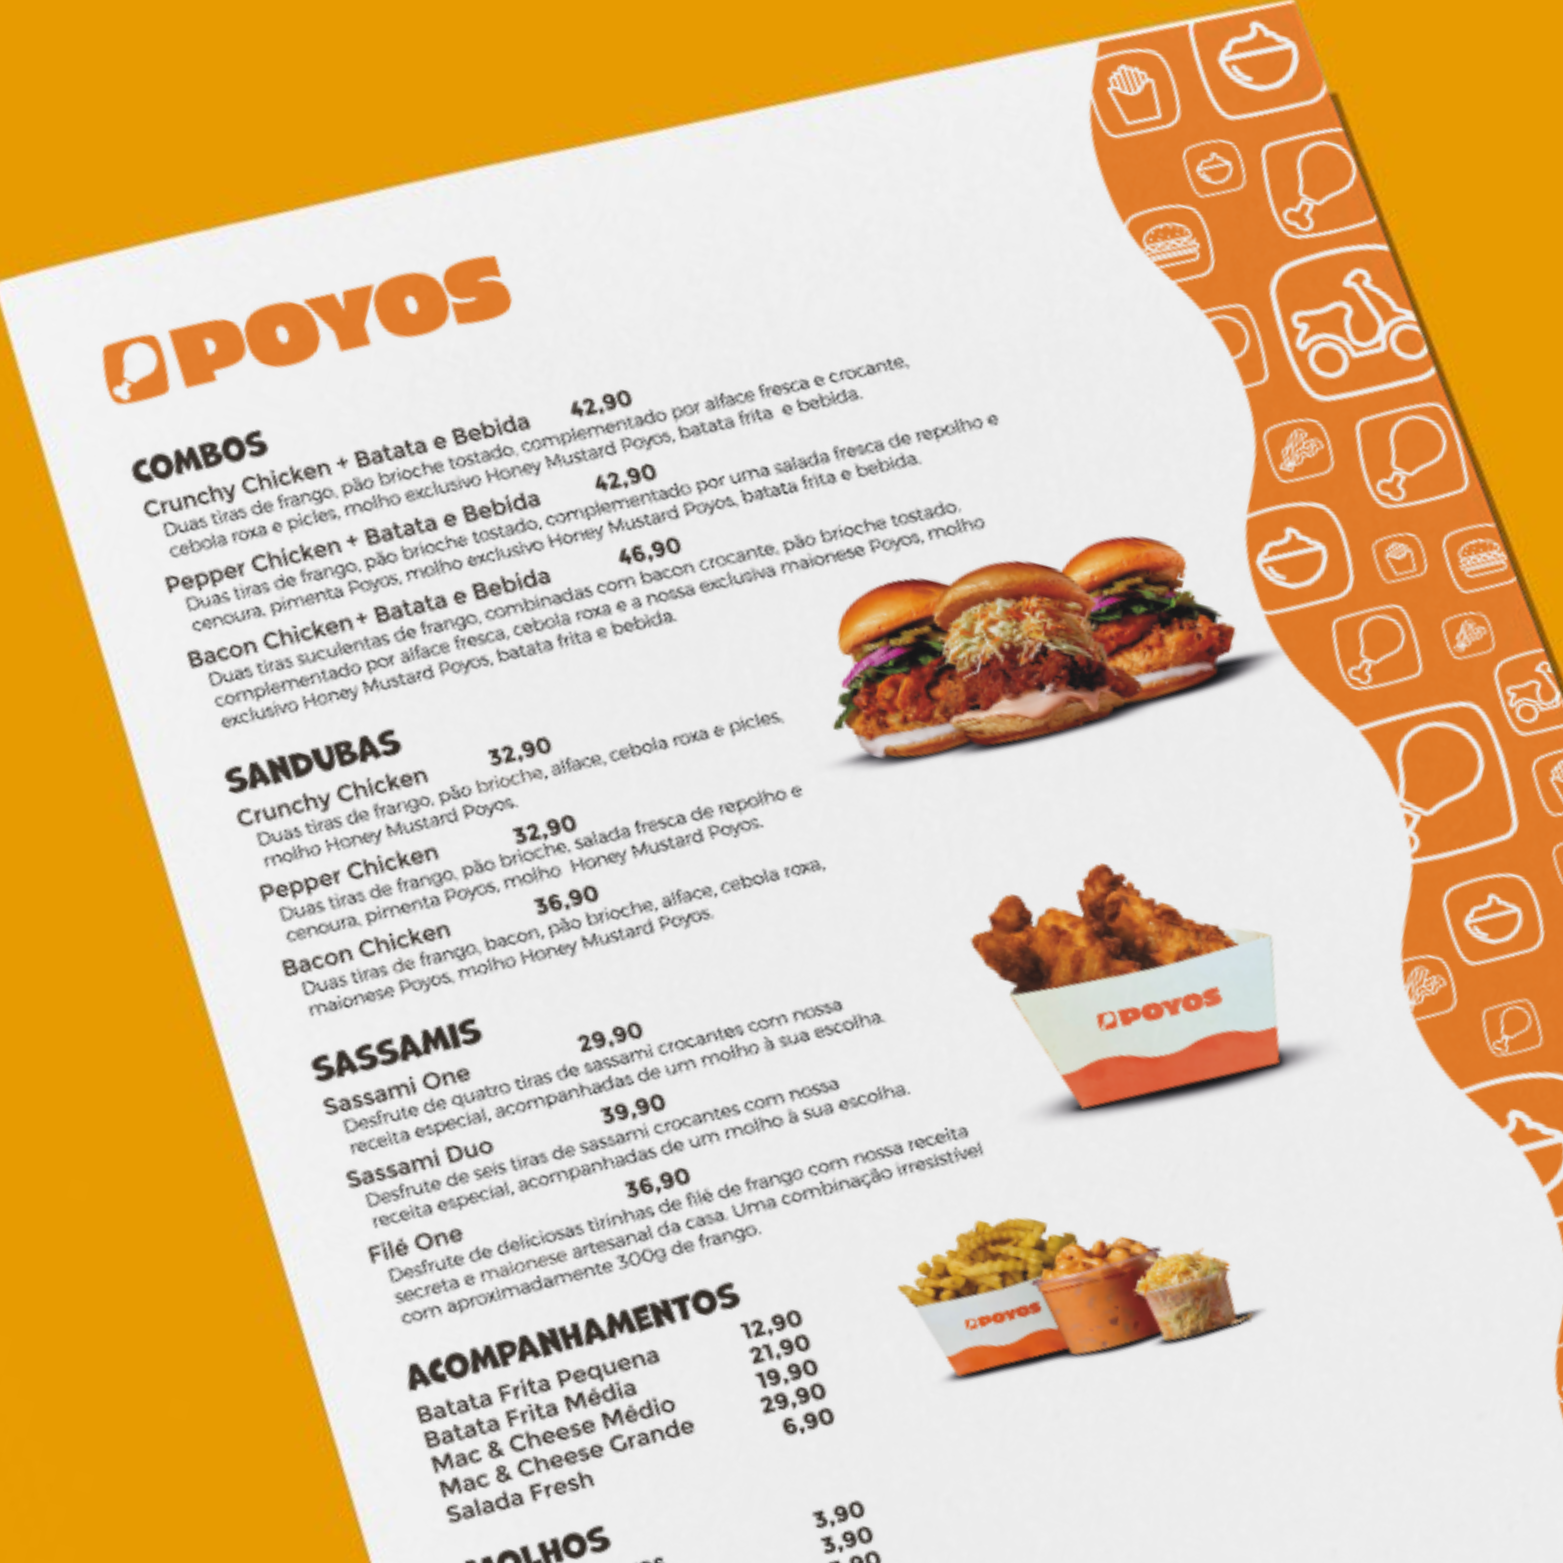 POYOS
COMBOS
Crunchy Chicken + Batata e Bebida 42,90
Duas tiras de frango, pão brioche tostado, complementado por alface fresca e crocante,
cebola roxa e picles, molho exclusivo Honey Mustard Poyos, batata frita e bebida.
Pepper Chicken + Batata e Bebida 42,90
Duas tiras de frango, pão brioche tostado, complementado por uma salada fresca de repolho e
cenoura, pimenta Poyos, molho exclusivo Honey Mustard Poyos, batata frita e bebida.
Bacon Chicken + Batata e Bebida 46,90
Duas tiras suculentas de frango, combinadas com bacon crocante, pão brioche tostado,
complementado por alface fresca, cebola roxa e a nossa exclusiva maionese Poyos, molho
exclusivo Honey Mustard Poyos, batata frita e bebida.
SANDUBAS
Crunchy Chicken 32,90
Duas tiras de frango, pão brioche, alface, cebola roxa e picles,
molho Honey Mustard Poyos.
Pepper Chicken 32,90
Duas tiras de frango, pão brioche, salada fresca de repolho e
cenoura, pimenta Poyos, molho Honey Mustard Poyos.
Bacon Chicken 36,90
Duas tiras de frango, bacon, pão brioche, alface, cebola roxa,
maionese Poyos, molho Honey Mustard Poyos.
SASSAMIS
Sassami One 29,90
Desfrute de quatro tiras de sassami crocantes com nossa
receita especial, acompanhadas de um molho à sua escolha.
Sassami Duo 39,90
Desfrute de seis tiras de sassami crocantes com nossa
receita especial, acompanhadas de um molho à sua escolha.
Filé One 36,90
Desfrute de deliciosas tirinhas de filé de frango com nossa receita
secreta e maionese artesanal da casa. Uma combinação irresistível
com aproximadamente 300g de frango.
POYOS
ACOMPANHAMENTOS
Batata Frita Pequena 12,90
Batata Frita Média 21,90
Mac & Cheese Médio 19,90
Mac & Cheese Grande 29,90
Salada Fresh 6,90
POYOS
MOLHOS
3,90
3,90